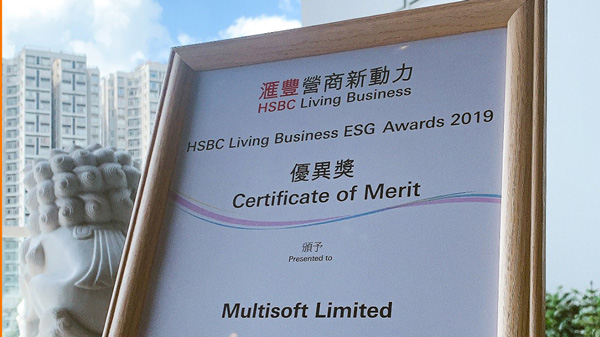 滙豐營商新動力
HSBC Living Business
HSBC Living Business ESG Awards 2019
優異獎
Certificate of Merit
頒予
Presented to
Multisoft Limited